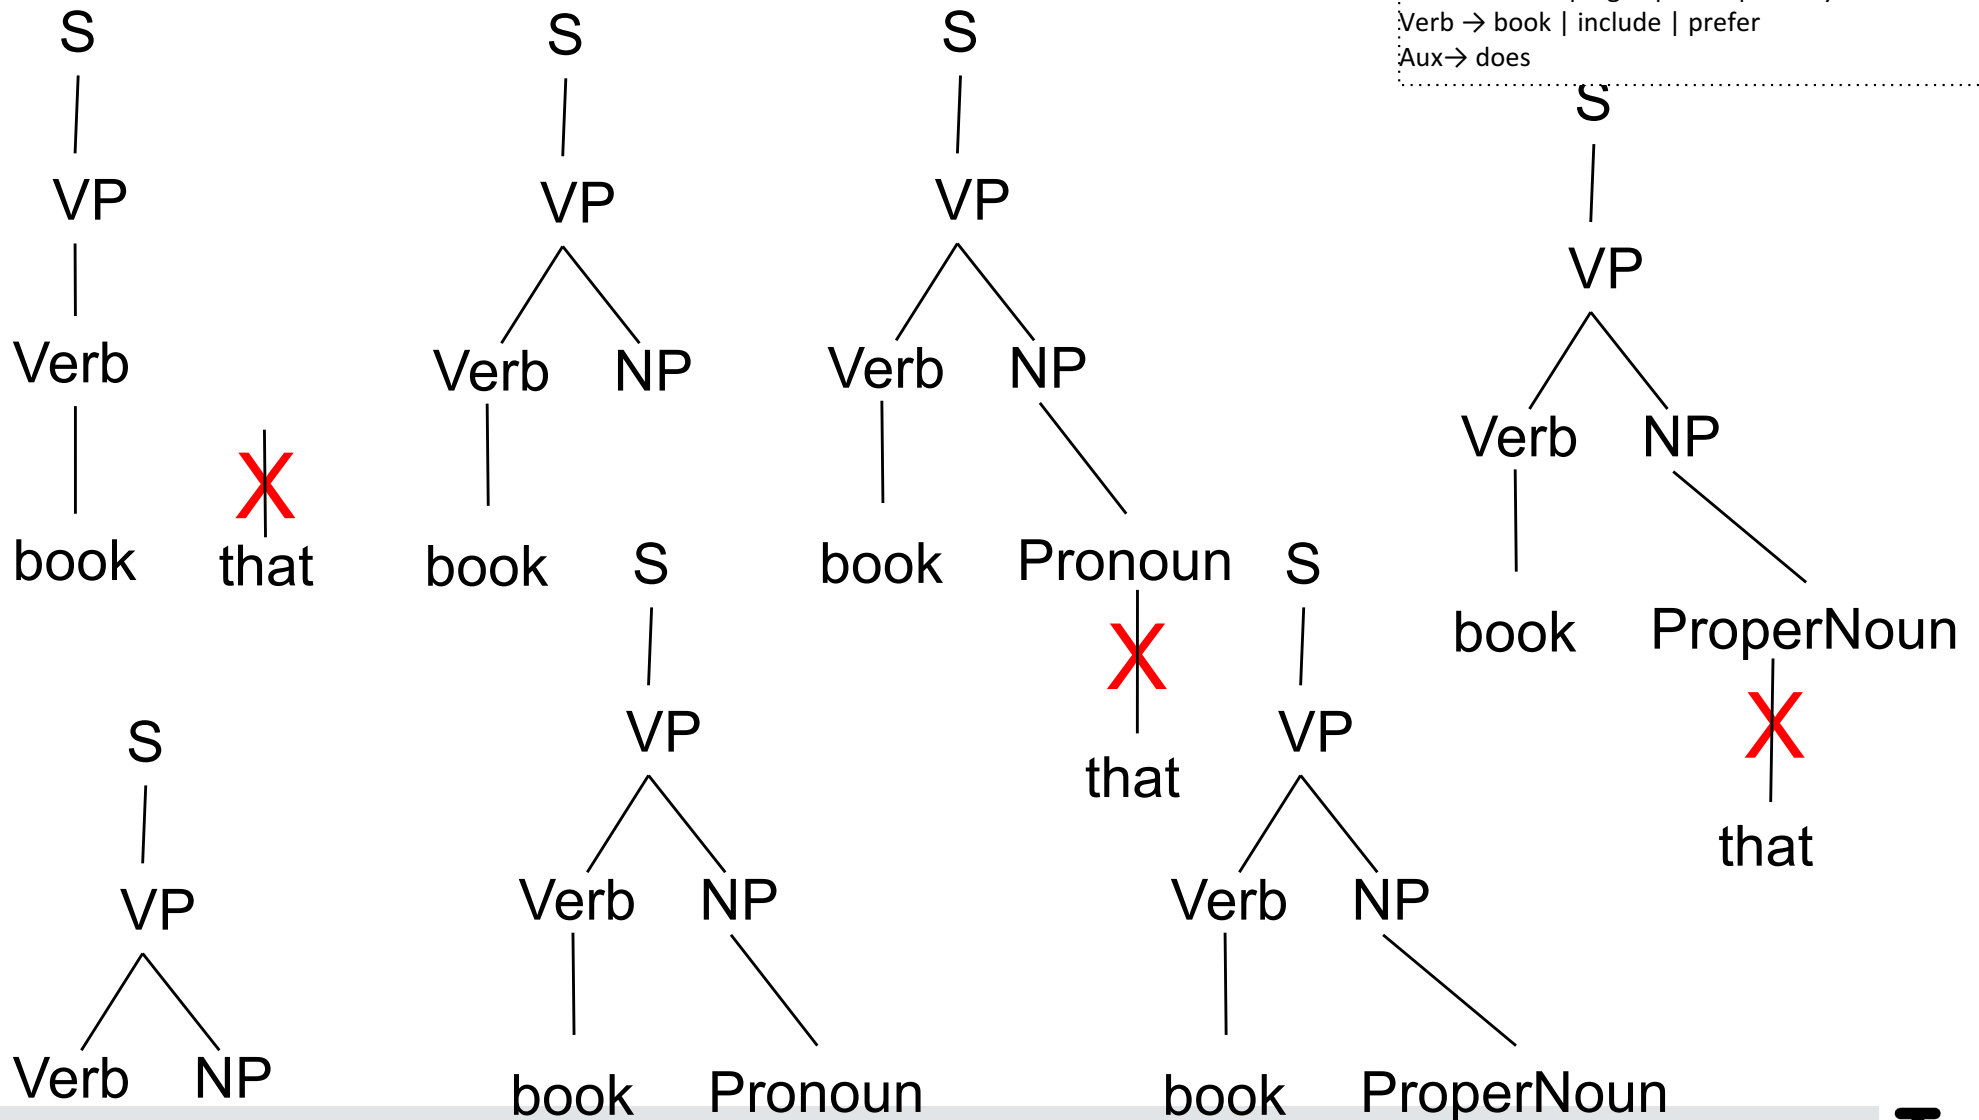 Verb → book | include | prefer
Aux→ does
S
VP
Verb
book
X
that
S
VP
Verb NP
book
S
VP
Verb NP
book Pronoun
X
that
S
VP
Verb NP
book ProperNoun
X
that
S
VP
Verb NP
S
VP
Verb NP
book Pronoun
S
VP
Verb NP
book ProperNoun